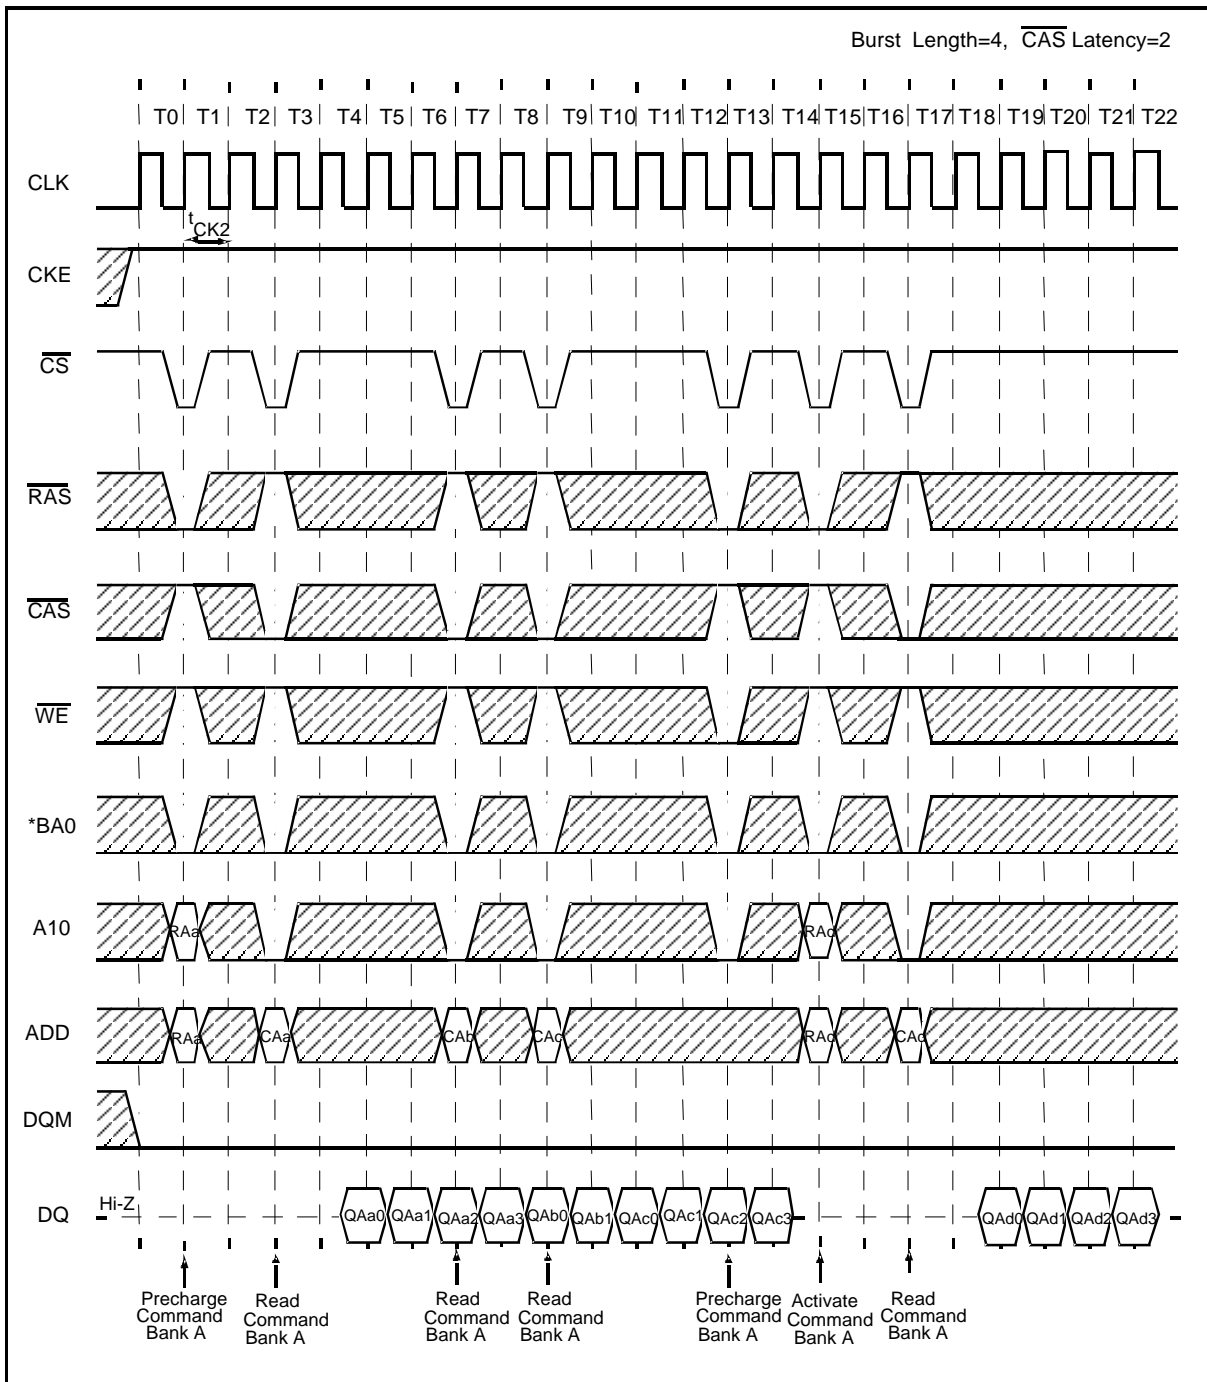 Burst Length=4, CAS Latency=2
T0 T1 T2 T3 T4 T5 T6 T7 T8 T9 T10 T11 T12 T13 T14 T15 T16 T17 T18 T19 T20 T21 T22
CLK
tCK2
CKE
CS
RAS
CAS
WE
*BA0
A10
RAa RAd
ADD
RAa CAa CAb CAc RAd CAd
DQM
Hi-Z
DQ
QAa0 QAa1 QAa2 QAa3 QAb0 QAb1 QAc0 QAc1 QAc2 QAc3 QAd0 QAd1 QAd2 QAd3
Precharge
Command
Bank A
Read
Command
Bank A
Read
Command
Bank A
Read
Command
Bank A
Precharge
Command
Bank A
Activate
Command
Bank A
Read
Command
Bank A